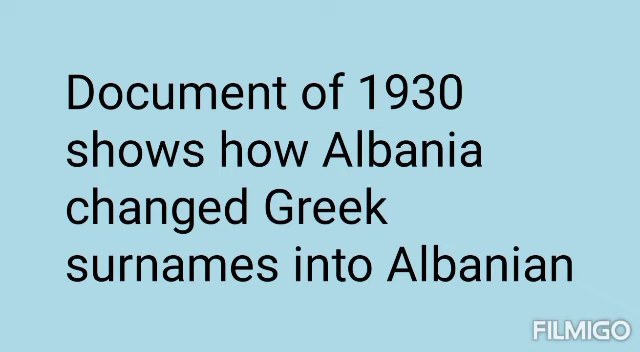 Document of 1930
shows how Albania
changed Greek
surnames into Albanian
FILMIGO